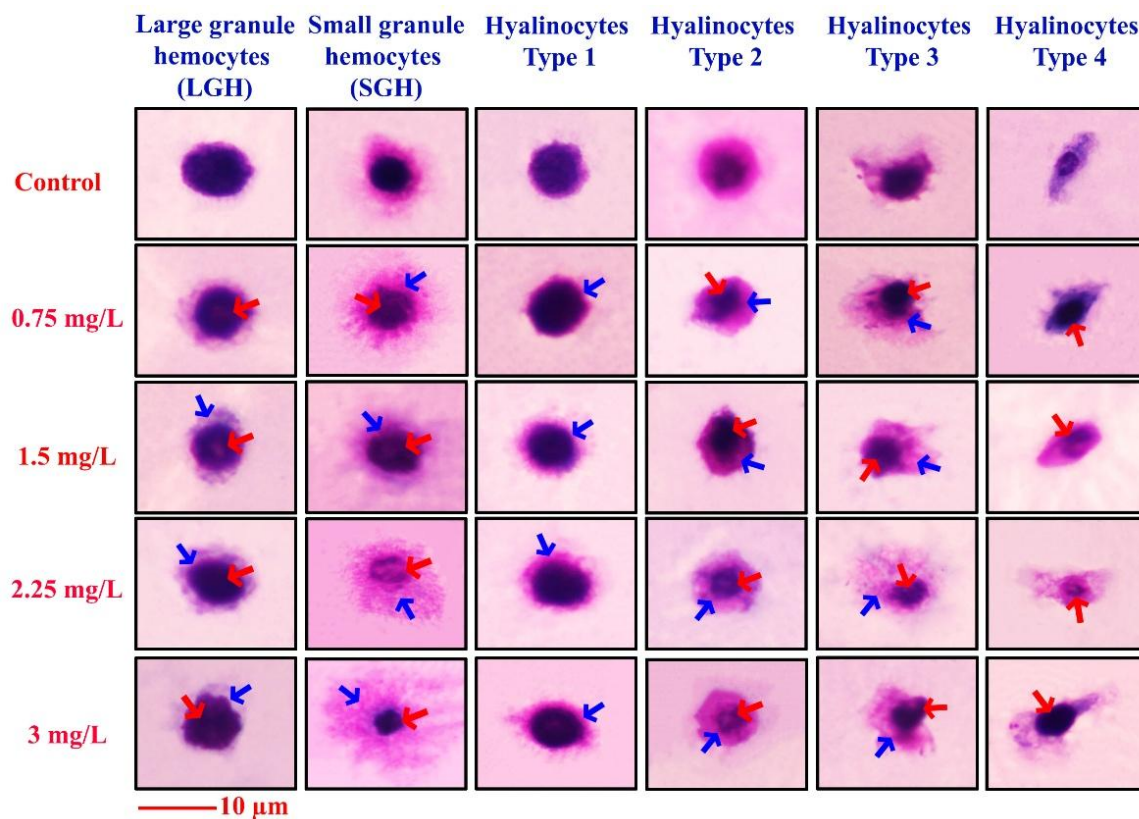 Large granule
hemocytes
(LGH)
Small granule
hemocytes
(SGH)
Hyalinocytes
Type 1
Hyalinocytes
Type 2
Hyalinocytes
Type 3
Hyalinocytes
Type 4
Control
0.75 mg/L
1.5 mg/L
2.25 mg/L
3 mg/L
10 µm